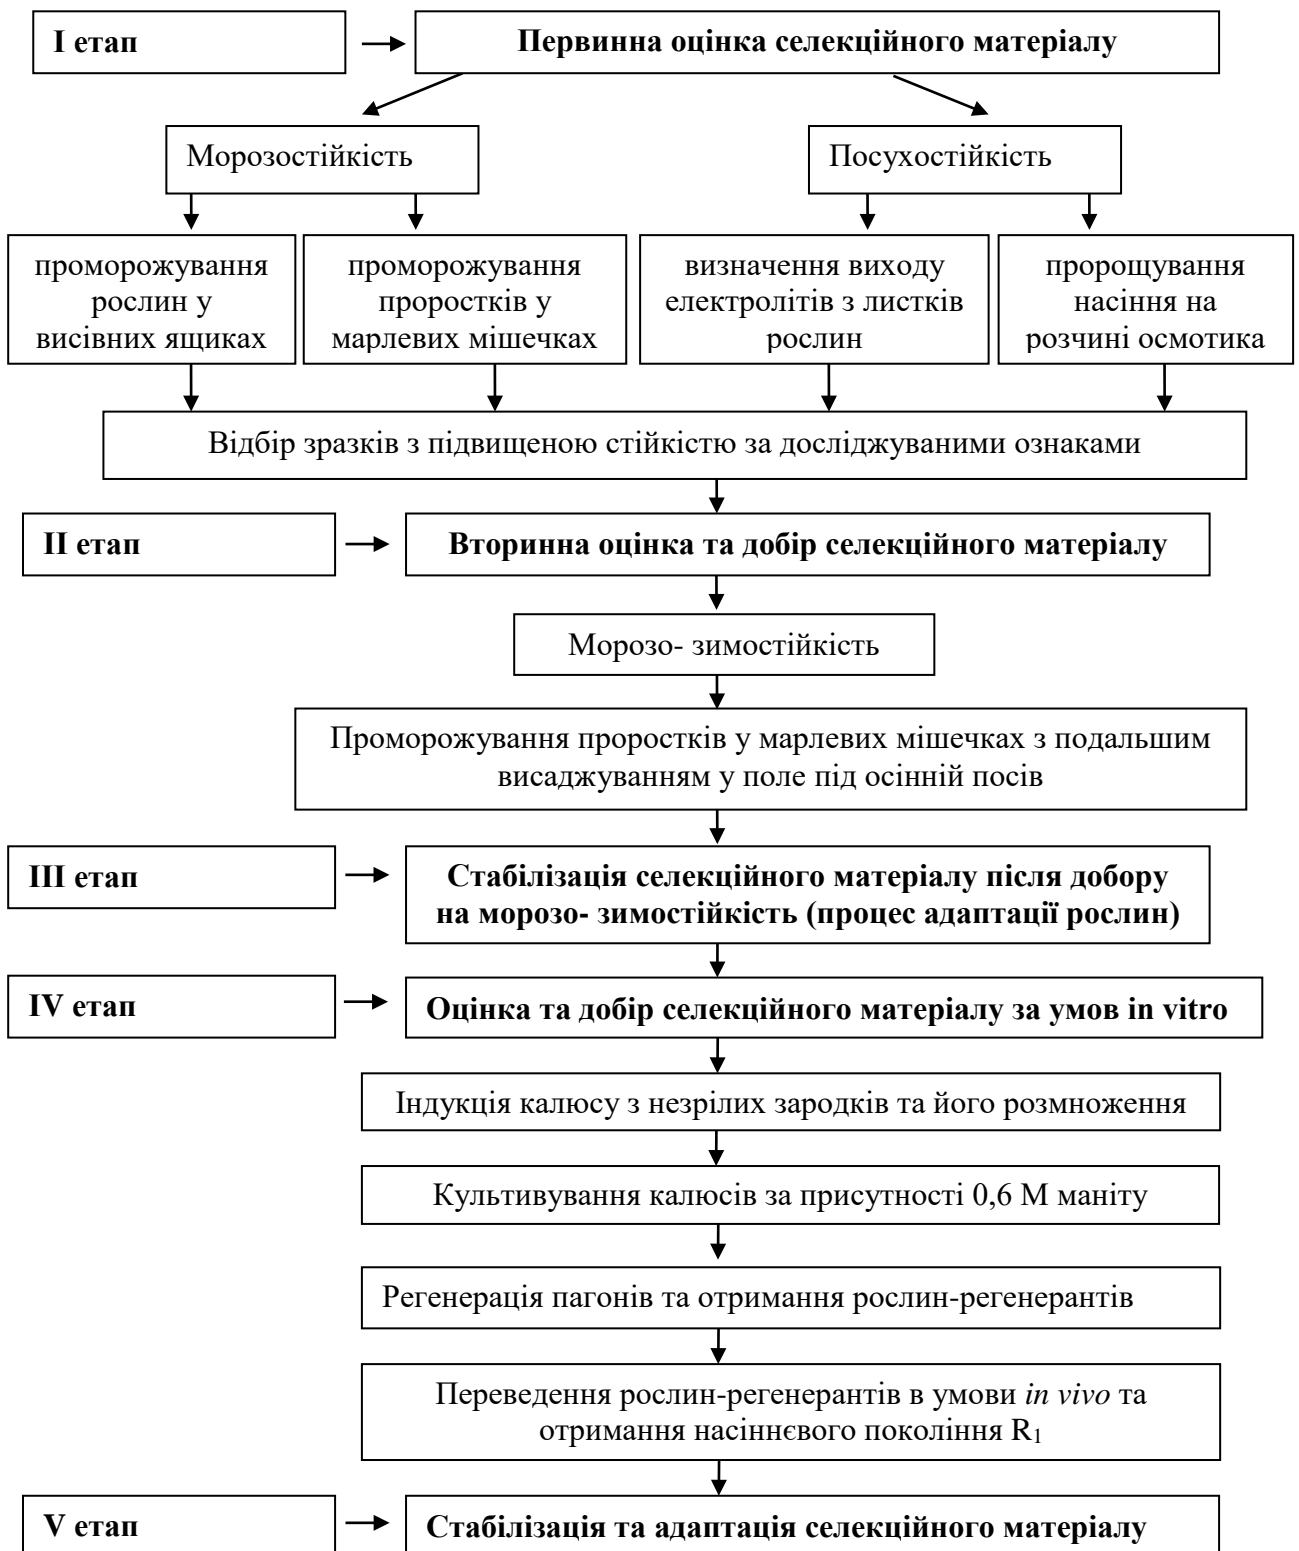 І етап
Первинна оцінка селекційного матеріалу
Морозостійкість
Посухостійкість
проморожування
рослин у
висівних ящиках
проморожування
проростків у
марлевих мішечках
визначення виходу
електролітів з листків
рослин
пророщування
насіння на
розчині осмотика
Відбір зразків з підвищеною стійкістю за досліджуваними ознаками
ІІ етап
Вторинна оцінка та добір селекційного матеріалу
Морозо- зимостійкість
Проморожування проростків у марлевих мішечках з подальшим
висаджуванням у поле під осінній посів
ІІІ етап
Стабілізація селекційного матеріалу після добору
на морозо- зимостійкість (процес адаптації рослин)
IV етап
Оцінка та добір селекційного матеріалу за умов in vitro
Індукція калюсу з незрілих зародків та його розмноження
Культивування калюсів за присутності 0,6 М маніту
Регенерація пагонів та отримання рослин-регенерантів
Переведення рослин-регенерантів в умови in vivo та
отримання насіннєвого покоління R₁
V етап
Стабілізація та адаптація селекційного матеріалу